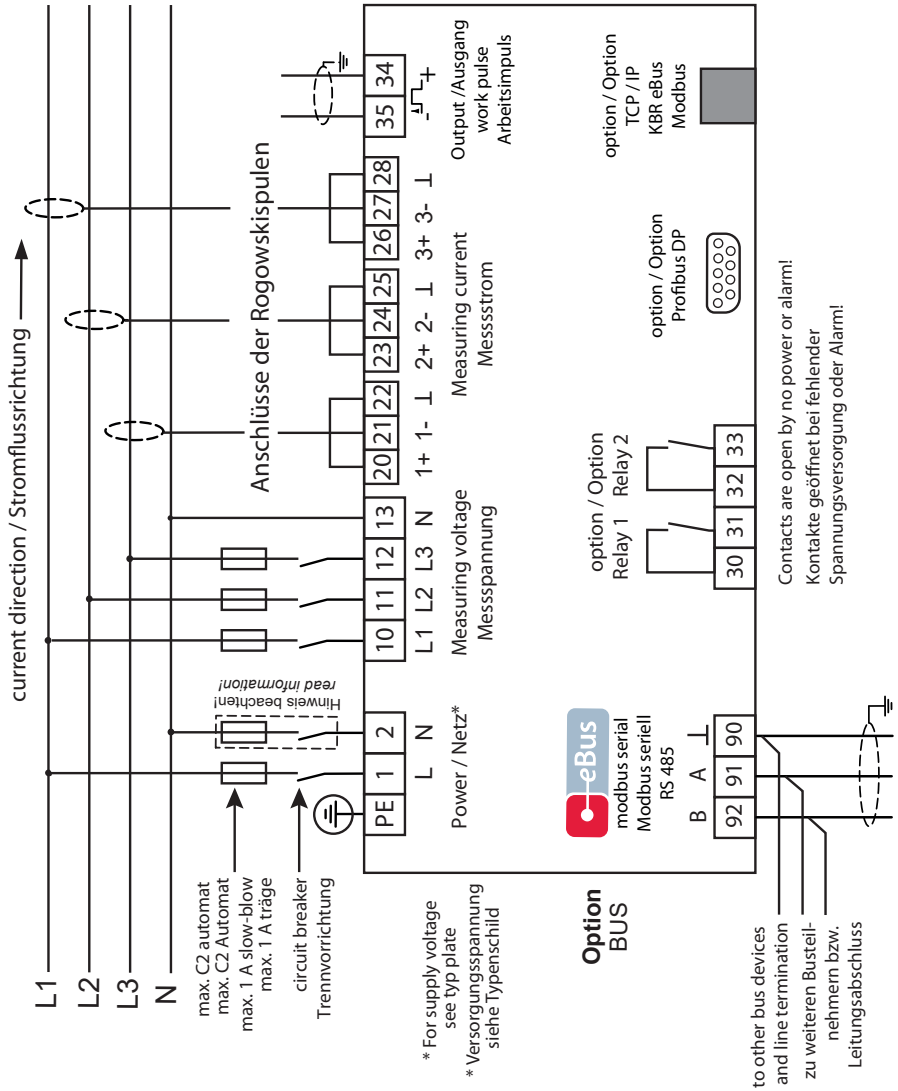 current direction / Stromflussrichtung
L1
L2
L3
N
max. C2 automat
max. C2 Automat
max. 1 A slow-blow
max. 1 A träge
circuit breaker
Trennvorrichtung
Hinweis beachten!
read information!
Anschlüsse der Rogowskispulen
PE
1
2
10
11
12
13
20
21
22
23
24
25
26
27
28
35
34
L
N
L1
L2
L3
N
1+
1-
⊥
2+
2-
⊥
3+
3-
⊥
-
+
Power / Netz*
Measuring voltage
Messspannung
Measuring current
Messsstrom
Output /Ausgang
work pulse
Arbeitsimpuls
* For supply voltage
see typ plate
* Versorgungsspannung
siehe Typenschild
Option
BUS
eBus
modbus serial
Modbus seriell
RS 485
B
A
⊥
92
91
90
option / Option
Relay 1
Relay 2
30
31
32
33
option / Option
Profibus DP
option / Option
TCP / IP
KBR eBus
Modbus
to other bus devices
and line termination
zu weiteren Busteil-
nehmern bzw.
Leitungsabschluss
Contacts are open by no power or alarm!
Kontakte geöffnet bei fehlender
Spannungsversorgung oder Alarm!